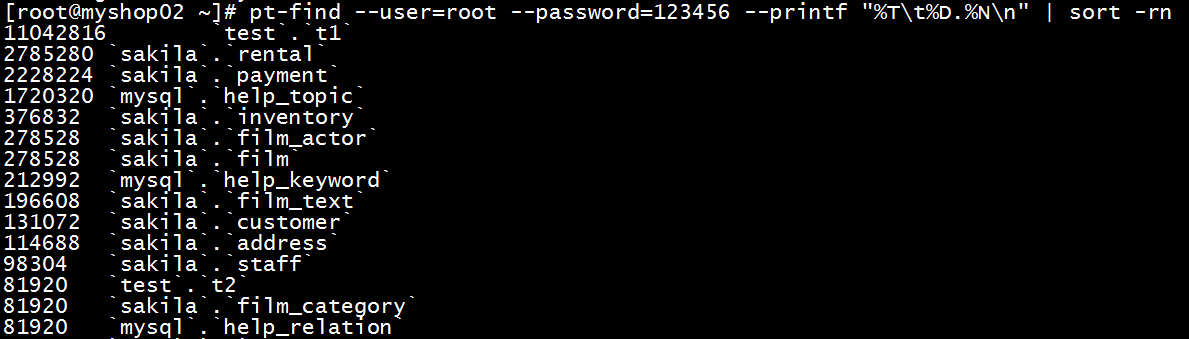 [root@myshop02 ~]# pt-find --user=root --password=123456 --printf "%T\t%D.%N\n" | sort -rn
11042816        `test`.`t1`
2785280 `sakila`.`rental`
2228224 `sakila`.`payment`
1720320 `mysql`.`help_topic`
376832  `sakila`.`inventory`
278528  `sakila`.`film_actor`
278528  `sakila`.`film`
212992  `mysql`.`help_keyword`
196608  `sakila`.`film_text`
131072  `sakila`.`customer`
114688  `sakila`.`address`
98304   `sakila`.`staff`
81920   `test`.`t2`
81920   `sakila`.`film_category`
81920   `mysql`.`help_relation`